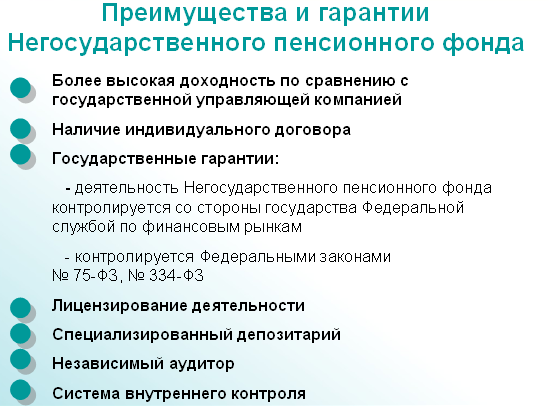 Преимущества и гарантии
Негосударственного пенсионного фонда
Более высокая доходность по сравнению с
государственной управляющей компанией
Наличие индивидуального договора
Государственные гарантии:
- деятельность Негосударственного пенсионного фонда
контролируется со стороны государства Федеральной
службой по финансовым рынкам
- контролируется Федеральными законами
№ 75-ФЗ, № 334-ФЗ
Лицензирование деятельности
Специализированный депозитарий
Независимый аудитор
Система внутреннего контроля